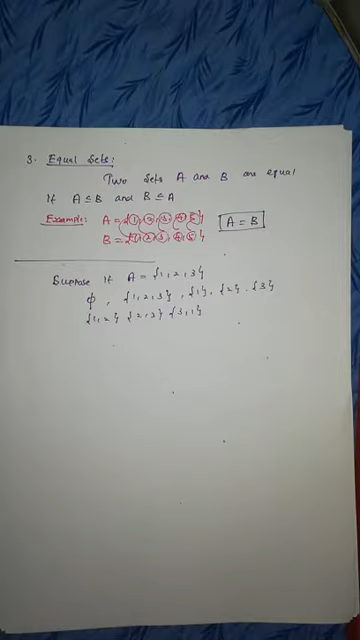 3. Equal Sets:
Two Sets A and B are equal
If A ⊆ B and B ⊆ A
Example: A = {1, 2, 3, 4, 5} A = B
B = {1, 2, 3, 4, 5}
Suppose If A = {1, 2, 3}
ϕ, {1, 2, 3}, {1}, {2}. {3}
{1, 2} {2, 3} {3, 1}